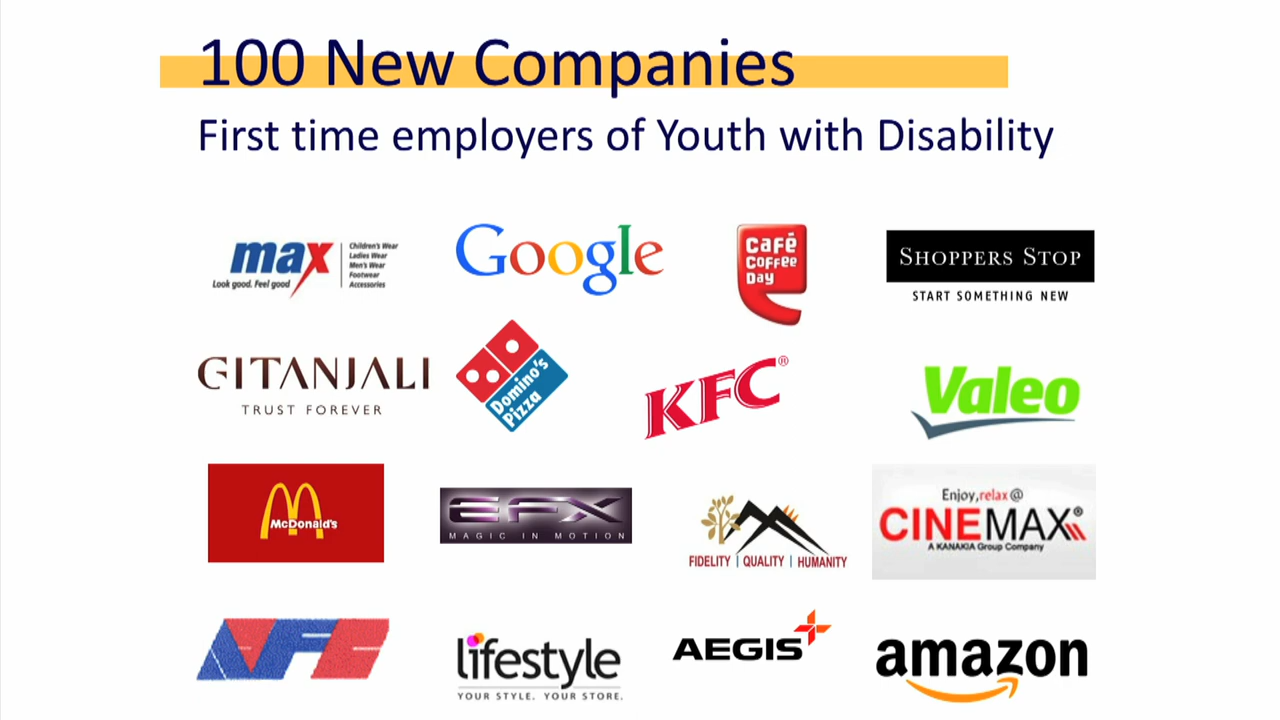 100 New Companies
First time employers of Youth with Disability
max
Look good. Feel good
Children's Wear
Ladies Wear
Men's Wear
Footwear
Accessories
Google
Café
Coffee
Day
SHOPPERS STOP
START SOMETHING NEW
GITANJALI
TRUST FOREVER
Domino's
Pizza
KFC®
Valeo
McDonald's
EFX
MAGIC IN MOTION
FIDELITY | QUALITY | HUMANITY
Enjoy,relax@
CINEMAX®
A KANAKIA Group Company
lifestyle
YOUR STYLE. YOUR STORE.
AEGIS
amazon